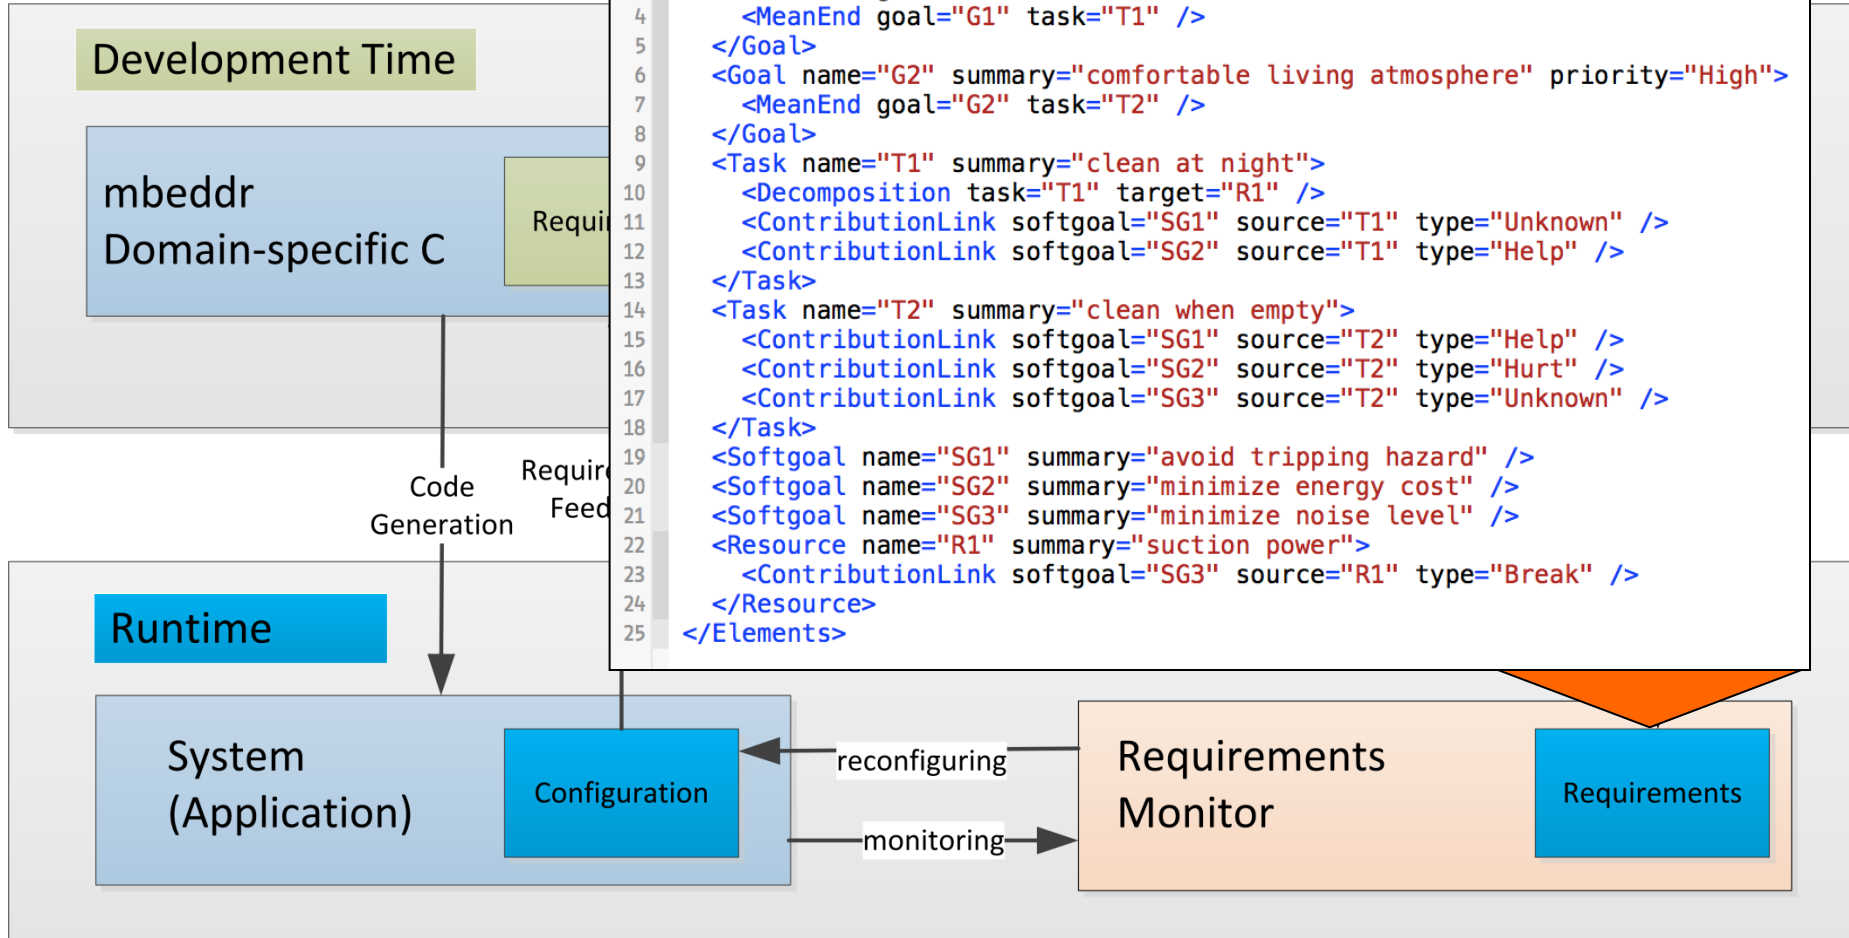 Development Time
mbeddr
Domain-specific C
Code
Generation
4 <MeanEnd goal="G1" task="T1" />
5 </Goal>
6 <Goal name="G2" summary="comfortable living atmosphere" priority="High">
7 <MeanEnd goal="G2" task="T2" />
8 </Goal>
9 <Task name="T1" summary="clean at night">
10 <Decomposition task="T1" target="R1" />
11 <ContributionLink softgoal="SG1" source="T1" type="Unknown" />
12 <ContributionLink softgoal="SG2" source="T1" type="Help" />
13 </Task>
14 <Task name="T2" summary="clean when empty">
15 <ContributionLink softgoal="SG1" source="T2" type="Help" />
16 <ContributionLink softgoal="SG2" source="T2" type="Hurt" />
17 <ContributionLink softgoal="SG3" source="T2" type="Unknown" />
18 </Task>
19 <Softgoal name="SG1" summary="avoid tripping hazard" />
20 <Softgoal name="SG2" summary="minimize energy cost" />
21 <Softgoal name="SG3" summary="minimize noise level" />
22 <Resource name="R1" summary="suction power">
23 <ContributionLink softgoal="SG3" source="R1" type="Break" />
24 </Resource>
25 </Elements>
Runtime
System
(Application)
Configuration
reconfiguring
monitoring
Requirements
Monitor
Requirements